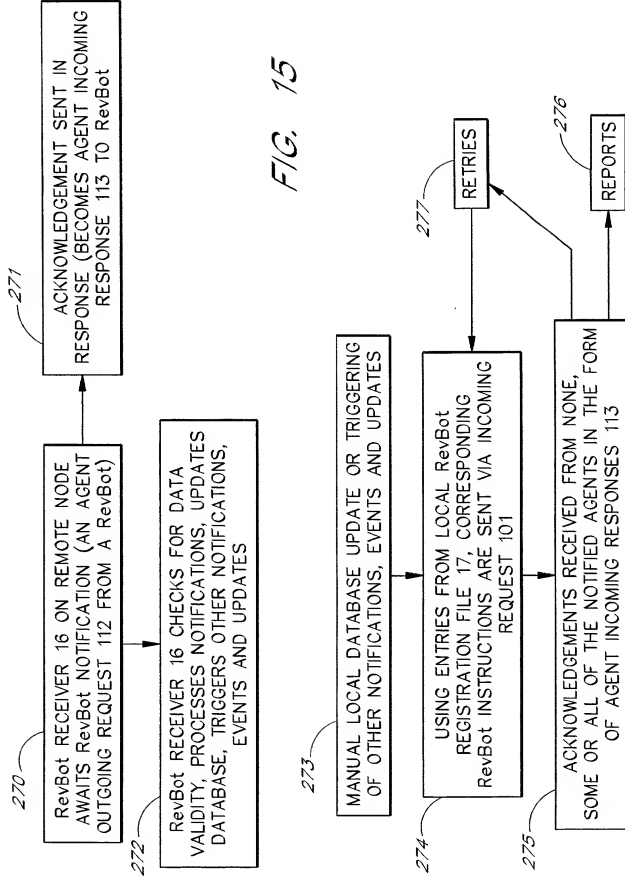 270
RevBot RECEIVER 16 ON REMOTE NODE
AWAITS RevBot NOTIFICATION (AN AGENT
OUTGOING REQUEST 112 FROM A RevBot)
271
ACKNOWLEDGEMENT SENT IN
RESPONSE (BECOMES AGENT INCOMING
RESPONSE 113 TO RevBot
272
RevBot RECEIVER 16 CHECKS FOR DATA
VALIDITY, PROCESSES NOTIFICATIONS, UPDATES
DATABASE, TRIGGERS OTHER NOTIFICATIONS,
EVENTS AND UPDATES
FIG. 15
273
MANUAL LOCAL DATABASE UPDATE OR TRIGGERING
OF OTHER NOTIFICATIONS, EVENTS AND UPDATES
274
USING ENTRIES FROM LOCAL RevBot
REGISTRATION FILE 17, CORRESPONDING
RevBot INSTRUCTIONS ARE SENT VIA INCOMING
REQUEST 101
277
RETRIES
275
ACKNOWLEDGEMENTS RECEIVED FROM NONE,
SOME OR ALL OF THE NOTIFIED AGENTS IN THE FORM
OF AGENT INCOMING RESPONSES 113
276
REPORTS